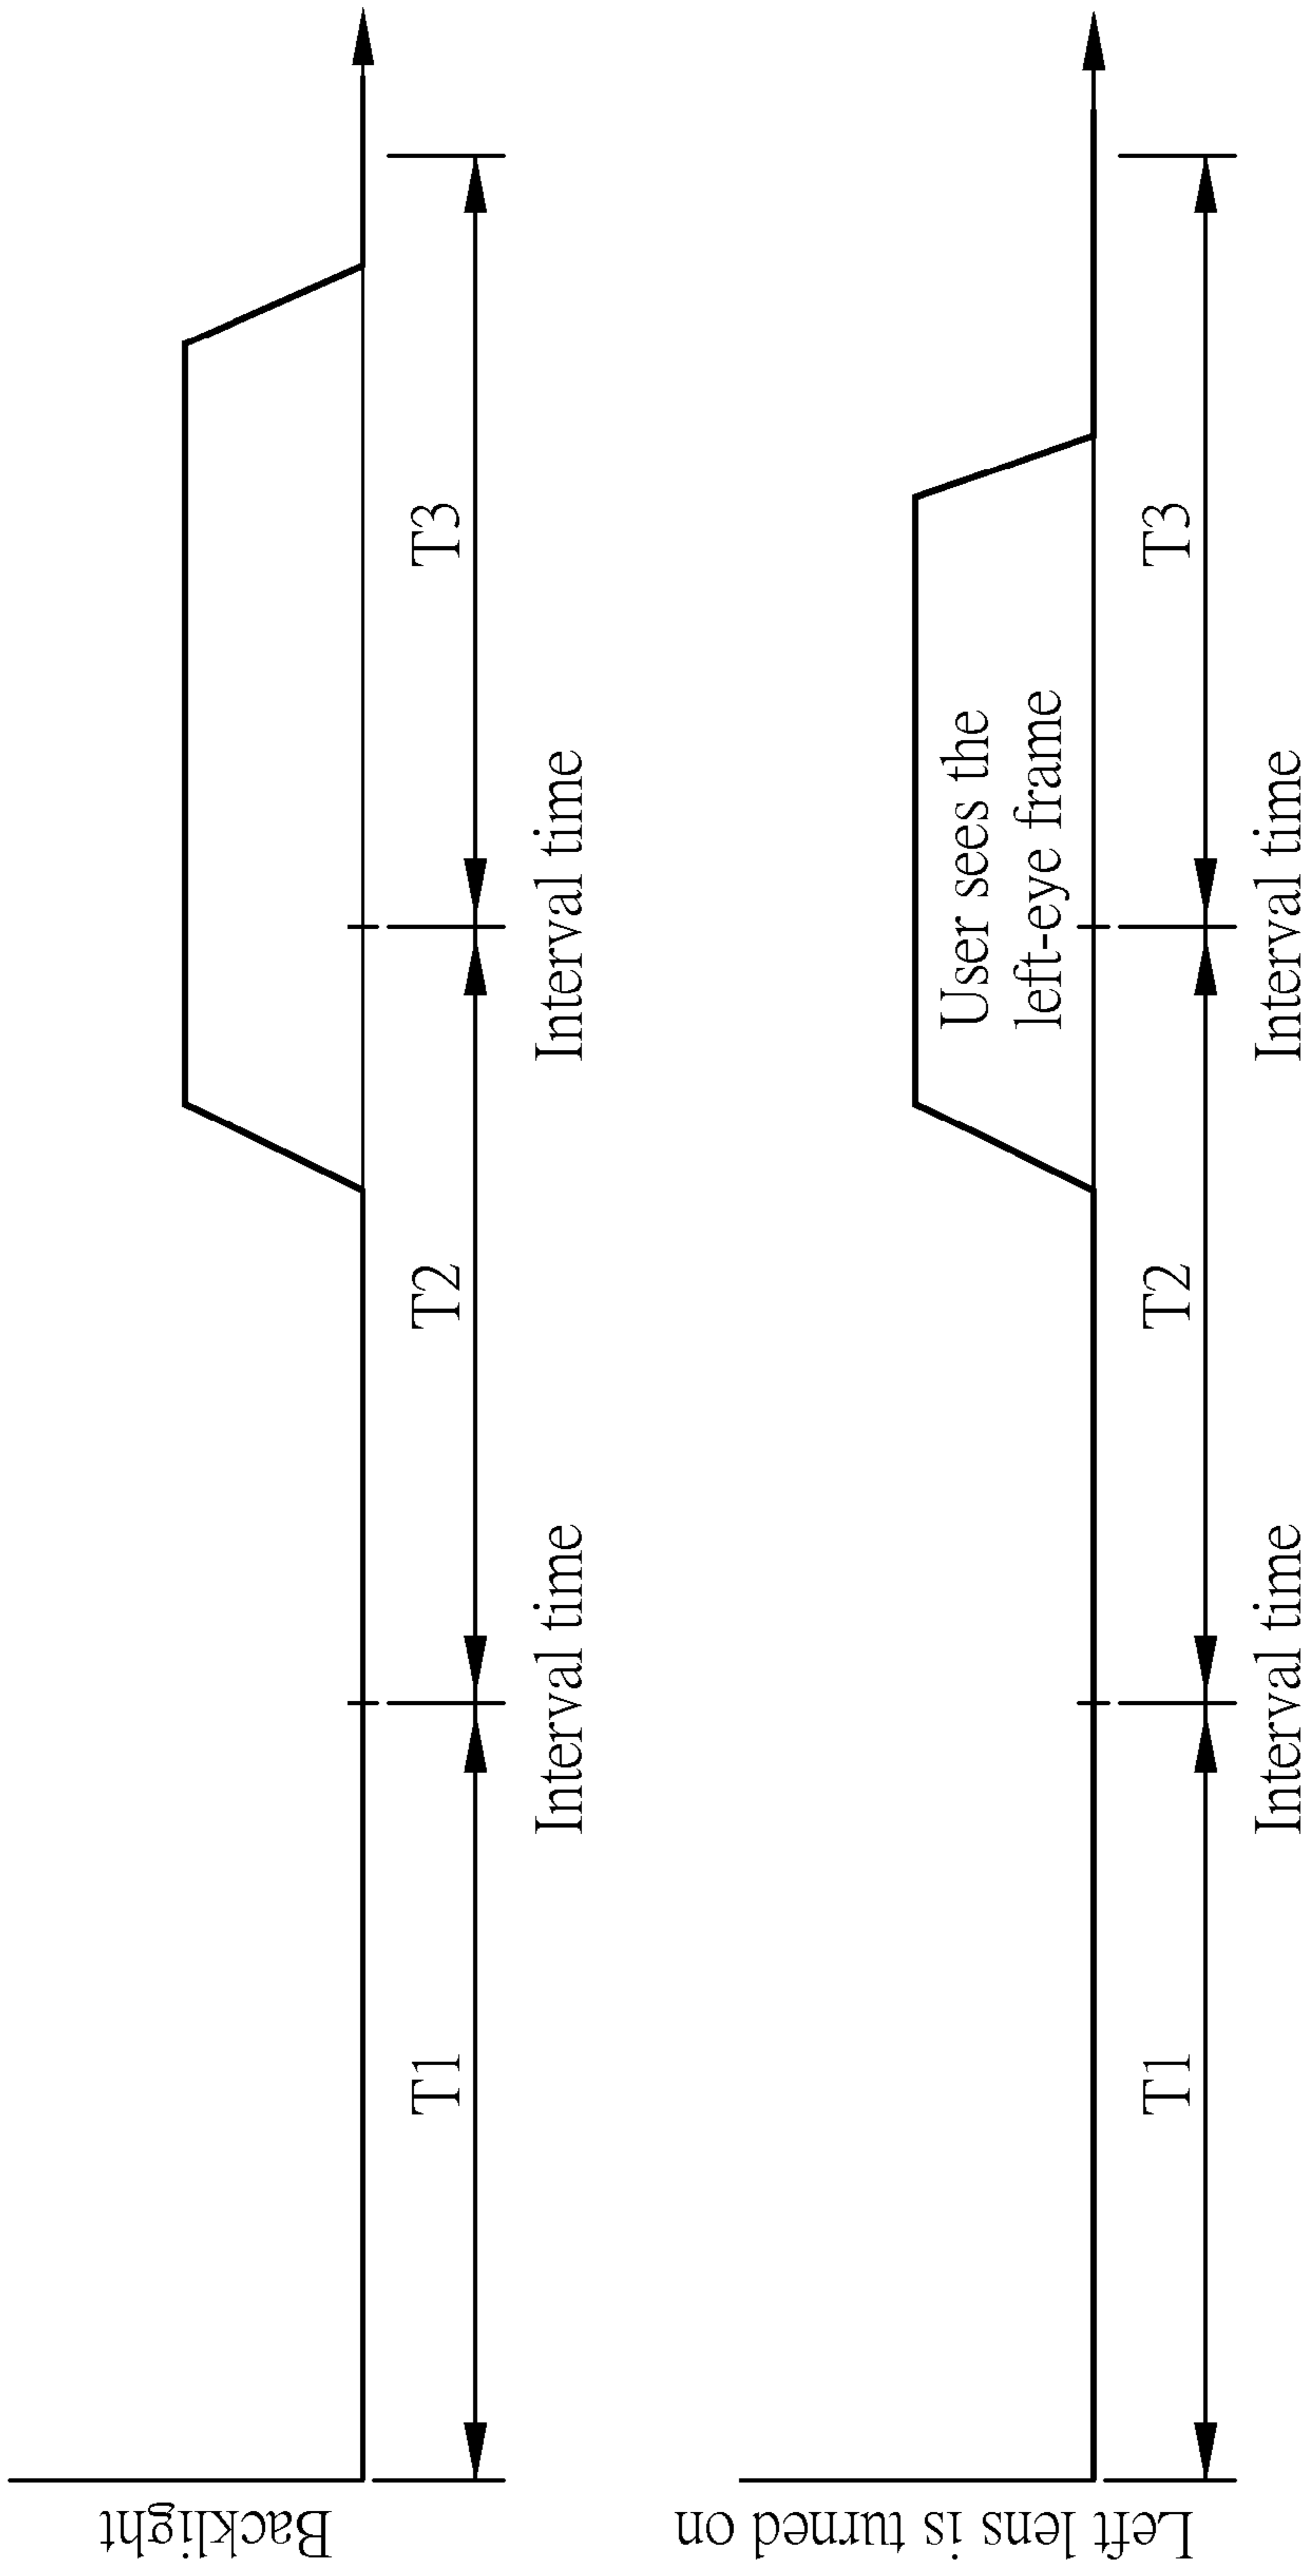 Backlight
T1
T2
T3
Interval time
Interval time
Left lens is turned on
User sees the
left-eye frame
T1
T2
T3
Interval time
Interval time